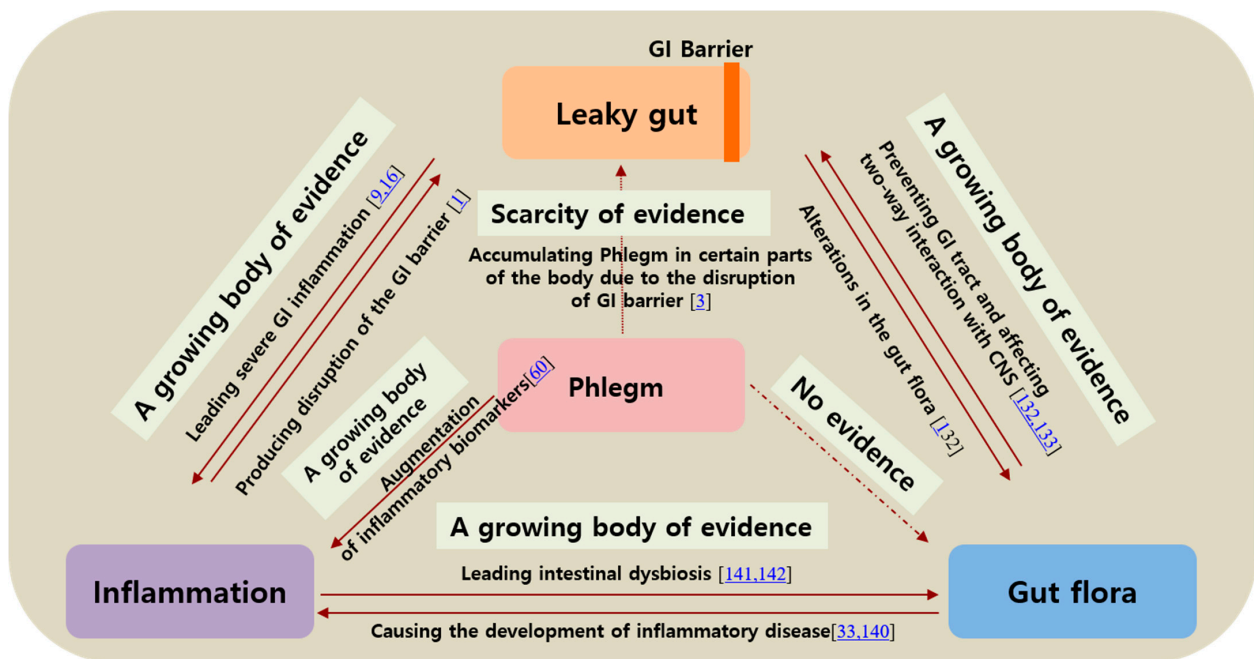 GI Barrier
Leaky gut
A growing body of evidence
Leading severe GI inflammation [9,16]
Producing disruption of the GI barrier [1]
Scarcity of evidence
Accumulating Phlegm in certain parts
of the body due to the disruption
of GI barrier [3]
A growing body of evidence
Preventing GI tract and affecting
two-way interaction with CNS [132,133]
Alterations in the gut flora [132]
Phlegm
A growing body
of evidence
Augmentation
of inflammatory biomarkers[60]
No evidence
A growing body of evidence
Leading intestinal dysbiosis [141,142]
Inflammation
Gut flora
Causing the development of inflammatory disease[33,140]